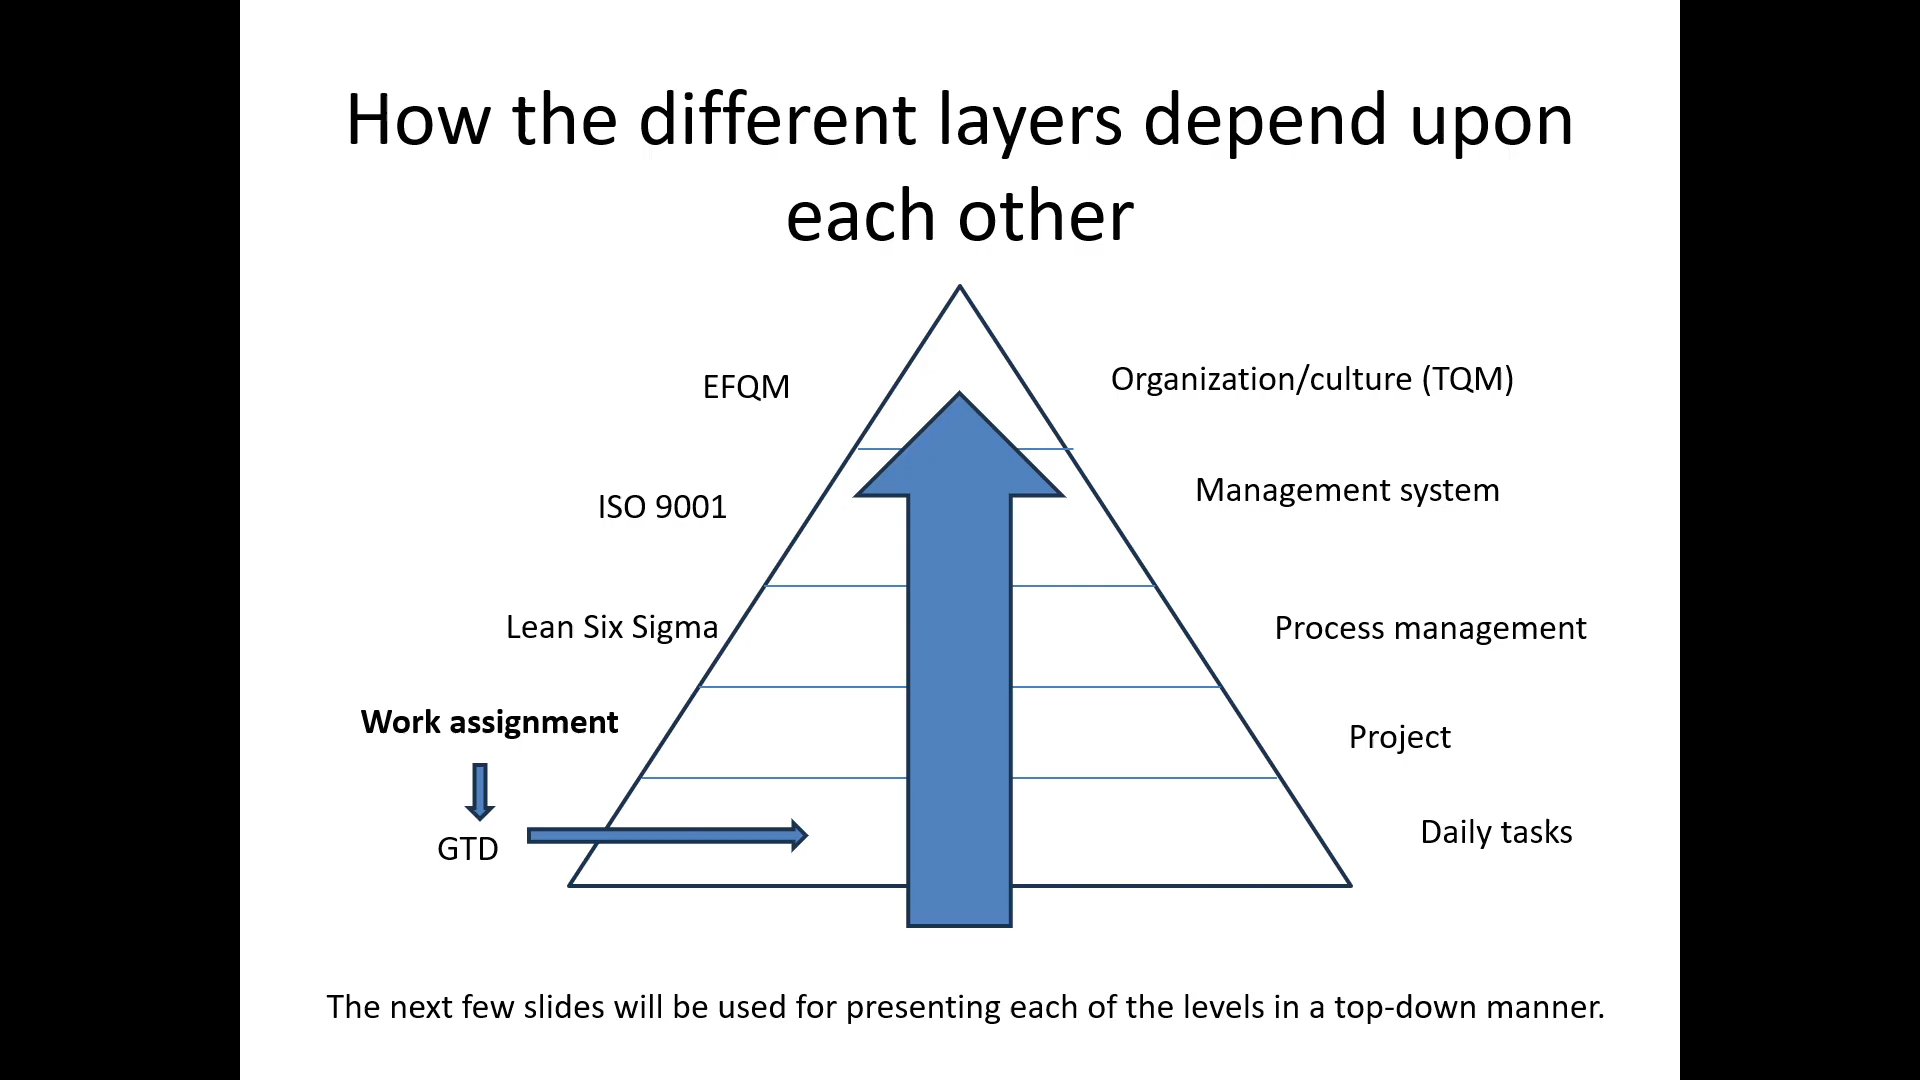 How the different layers depend upon
each other
EFQM
Organization/culture (TQM)
ISO 9001
Management system
Lean Six Sigma
Process management
Work assignment
Project
GTD
Daily tasks
The next few slides will be used for presenting each of the levels in a top-down manner.